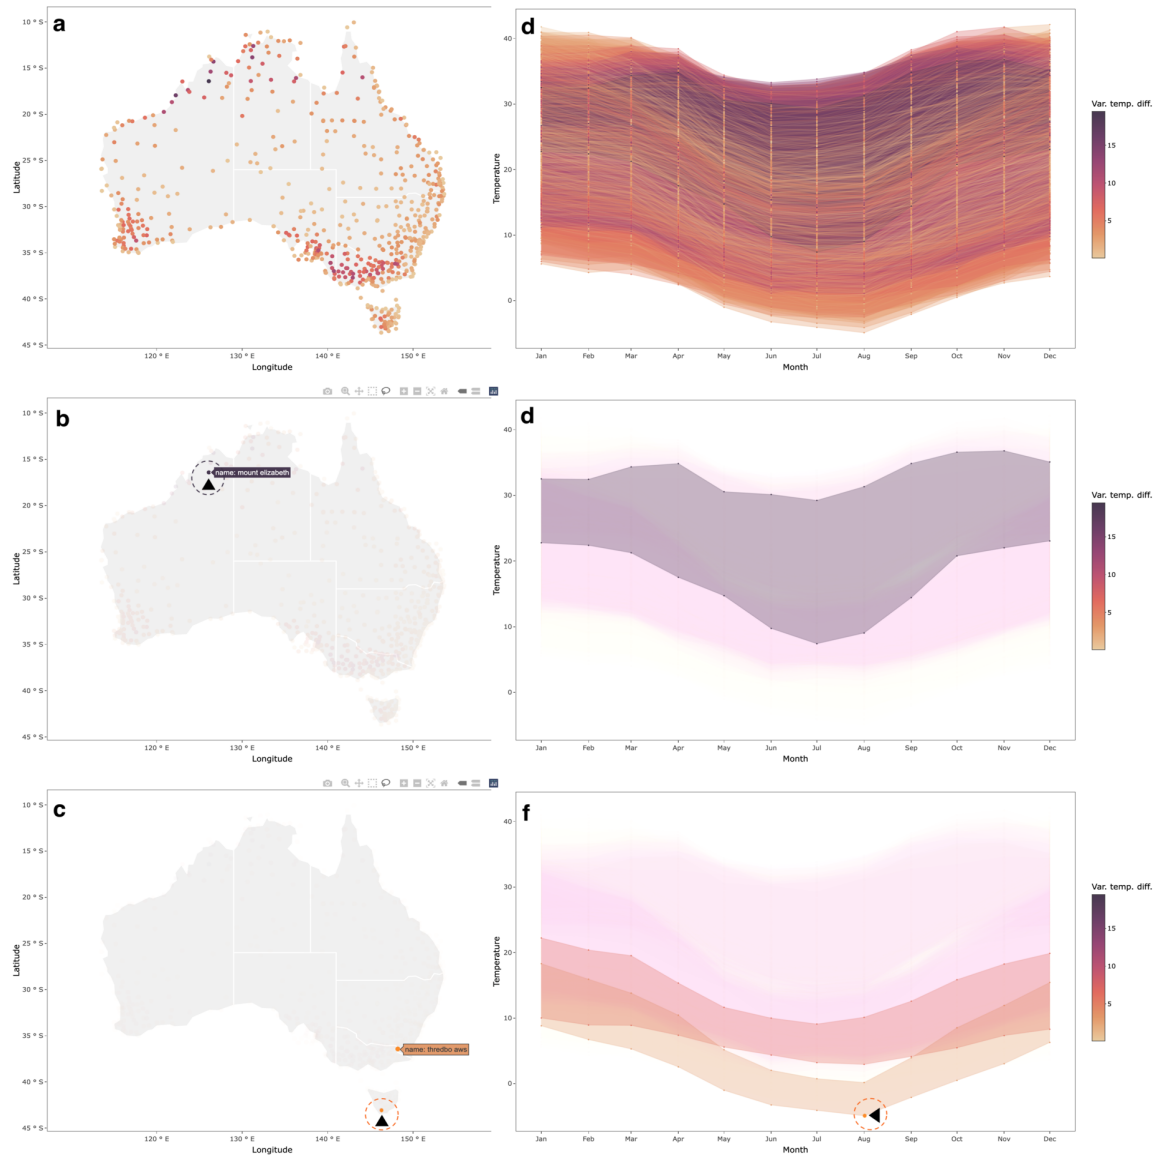 a
10 ° S
15 ° S
20 ° S
25 ° S
30 ° S
35 ° S
40 ° S
45 ° S
Latitude
120 ° E
130 ° E
140 ° E
150 ° E
Longitude
d
40
30
20
10
0
Temperature
Jan
Feb
Mar
Apr
May
Jun
Jul
Aug
Sep
Oct
Nov
Dec
Month
Var. temp. diff.
15
10
5
b
10 ° S
15 ° S
20 ° S
25 ° S
30 ° S
35 ° S
40 ° S
45 ° S
Latitude
name: mount elizabeth
120 ° E
130 ° E
140 ° E
150 ° E
Longitude
d
40
30
20
10
0
Temperature
Jan
Feb
Mar
Apr
May
Jun
Jul
Aug
Sep
Oct
Nov
Dec
Month
Var. temp. diff.
15
10
5
c
10 ° S
15 ° S
20 ° S
25 ° S
30 ° S
35 ° S
40 ° S
45 ° S
Latitude
name: thredbo aws
120 ° E
130 ° E
140 ° E
150 ° E
Longitude
f
40
30
20
10
0
Temperature
Jan
Feb
Mar
Apr
May
Jun
Jul
Aug
Sep
Oct
Nov
Dec
Month
Var. temp. diff.
15
10
5